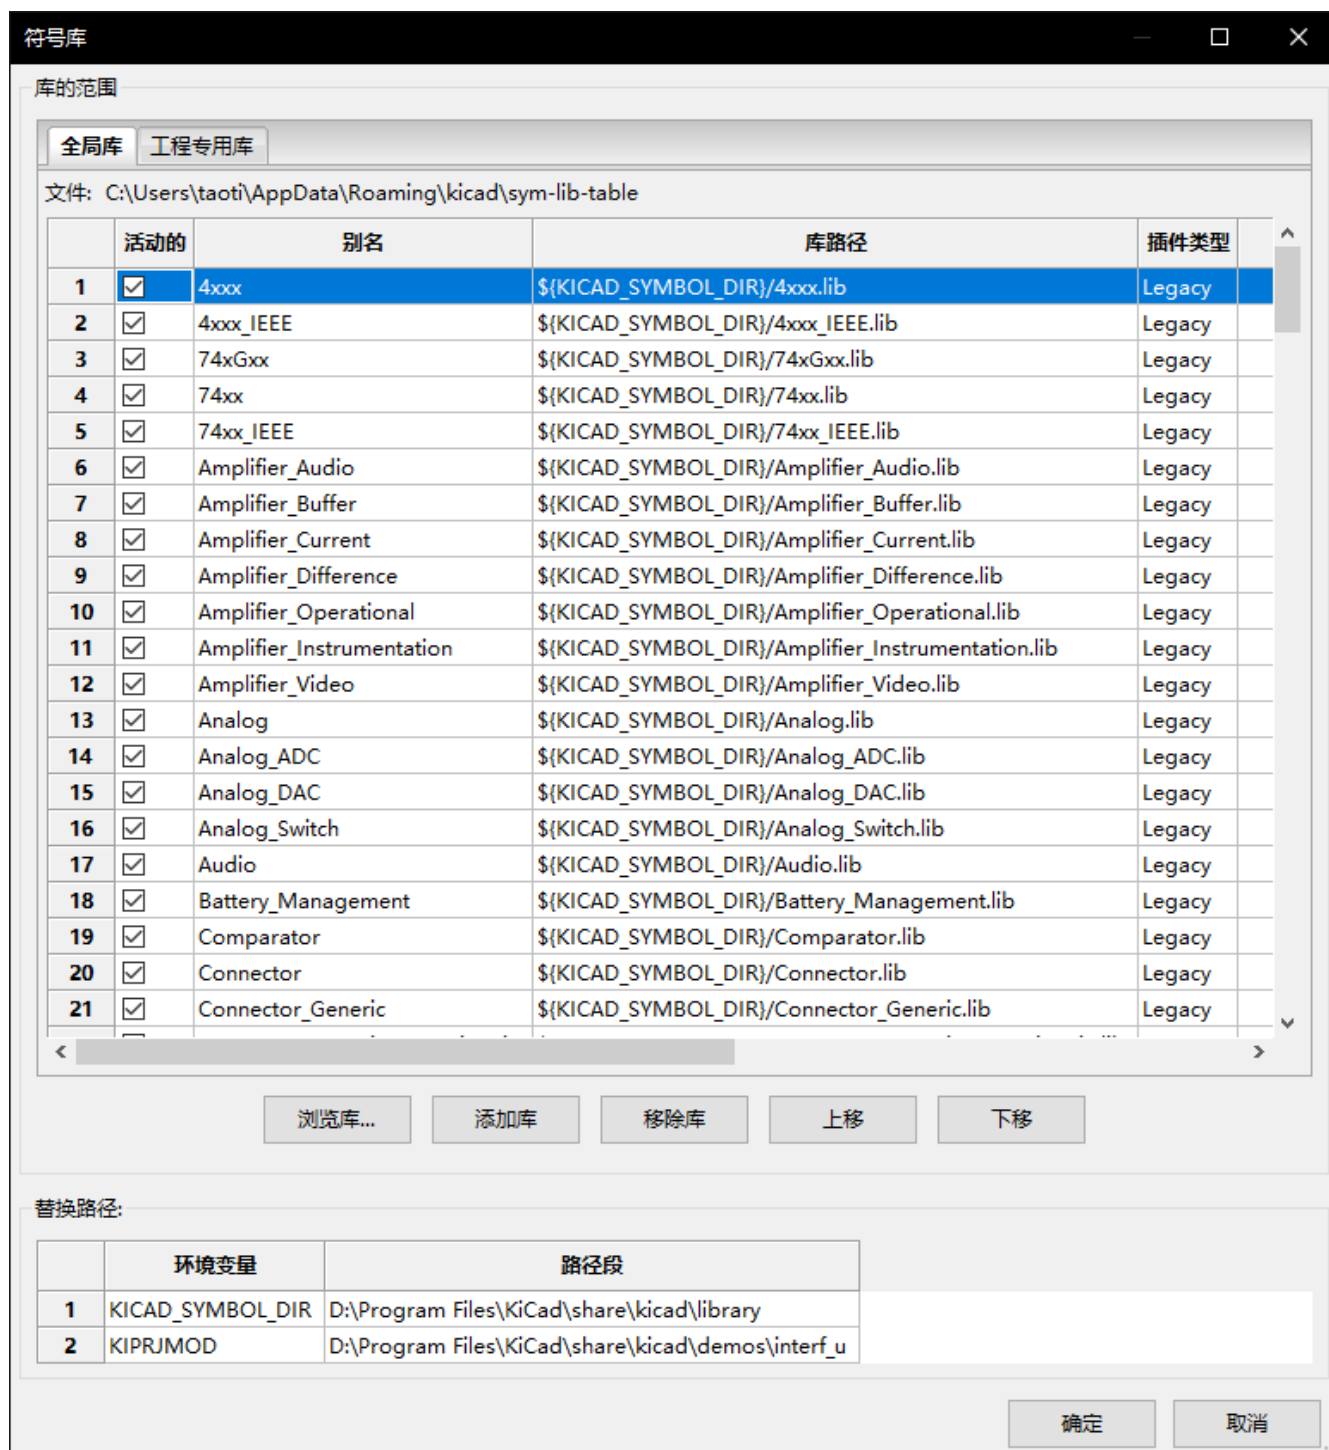 符号库
库的范围
全局库 工程专用库
文件: C:\Users\taoti\AppData\Roaming\kicad\sym-lib-table
活动的 别名 库路径 插件类型
1 4xxx ${KICAD_SYMBOL_DIR}/4xxx.lib Legacy
2 4xxx_IEEE ${KICAD_SYMBOL_DIR}/4xxx_IEEE.lib Legacy
3 74xGxx ${KICAD_SYMBOL_DIR}/74xGxx.lib Legacy
4 74xx ${KICAD_SYMBOL_DIR}/74xx.lib Legacy
5 74xx_IEEE ${KICAD_SYMBOL_DIR}/74xx_IEEE.lib Legacy
6 Amplifier_Audio ${KICAD_SYMBOL_DIR}/Amplifier_Audio.lib Legacy
7 Amplifier_Buffer ${KICAD_SYMBOL_DIR}/Amplifier_Buffer.lib Legacy
8 Amplifier_Current ${KICAD_SYMBOL_DIR}/Amplifier_Current.lib Legacy
9 Amplifier_Difference ${KICAD_SYMBOL_DIR}/Amplifier_Difference.lib Legacy
10 Amplifier_Operational ${KICAD_SYMBOL_DIR}/Amplifier_Operational.lib Legacy
11 Amplifier_Instrumentation ${KICAD_SYMBOL_DIR}/Amplifier_Instrumentation.lib Legacy
12 Amplifier_Video ${KICAD_SYMBOL_DIR}/Amplifier_Video.lib Legacy
13 Analog ${KICAD_SYMBOL_DIR}/Analog.lib Legacy
14 Analog_ADC ${KICAD_SYMBOL_DIR}/Analog_ADC.lib Legacy
15 Analog_DAC ${KICAD_SYMBOL_DIR}/Analog_DAC.lib Legacy
16 Analog_Switch ${KICAD_SYMBOL_DIR}/Analog_Switch.lib Legacy
17 Audio ${KICAD_SYMBOL_DIR}/Audio.lib Legacy
18 Battery_Management ${KICAD_SYMBOL_DIR}/Battery_Management.lib Legacy
19 Comparator ${KICAD_SYMBOL_DIR}/Comparator.lib Legacy
20 Connector ${KICAD_SYMBOL_DIR}/Connector.lib Legacy
21 Connector_Generic ${KICAD_SYMBOL_DIR}/Connector_Generic.lib Legacy
浏览库... 添加库 移除库 上移 下移
替换路径:
环境变量 路径段
1 KICAD_SYMBOL_DIR D:\Program Files\KiCad\share\kicad\library
2 KIPRJMOD D:\Program Files\KiCad\share\kicad\demos\interf_u
确定 取消